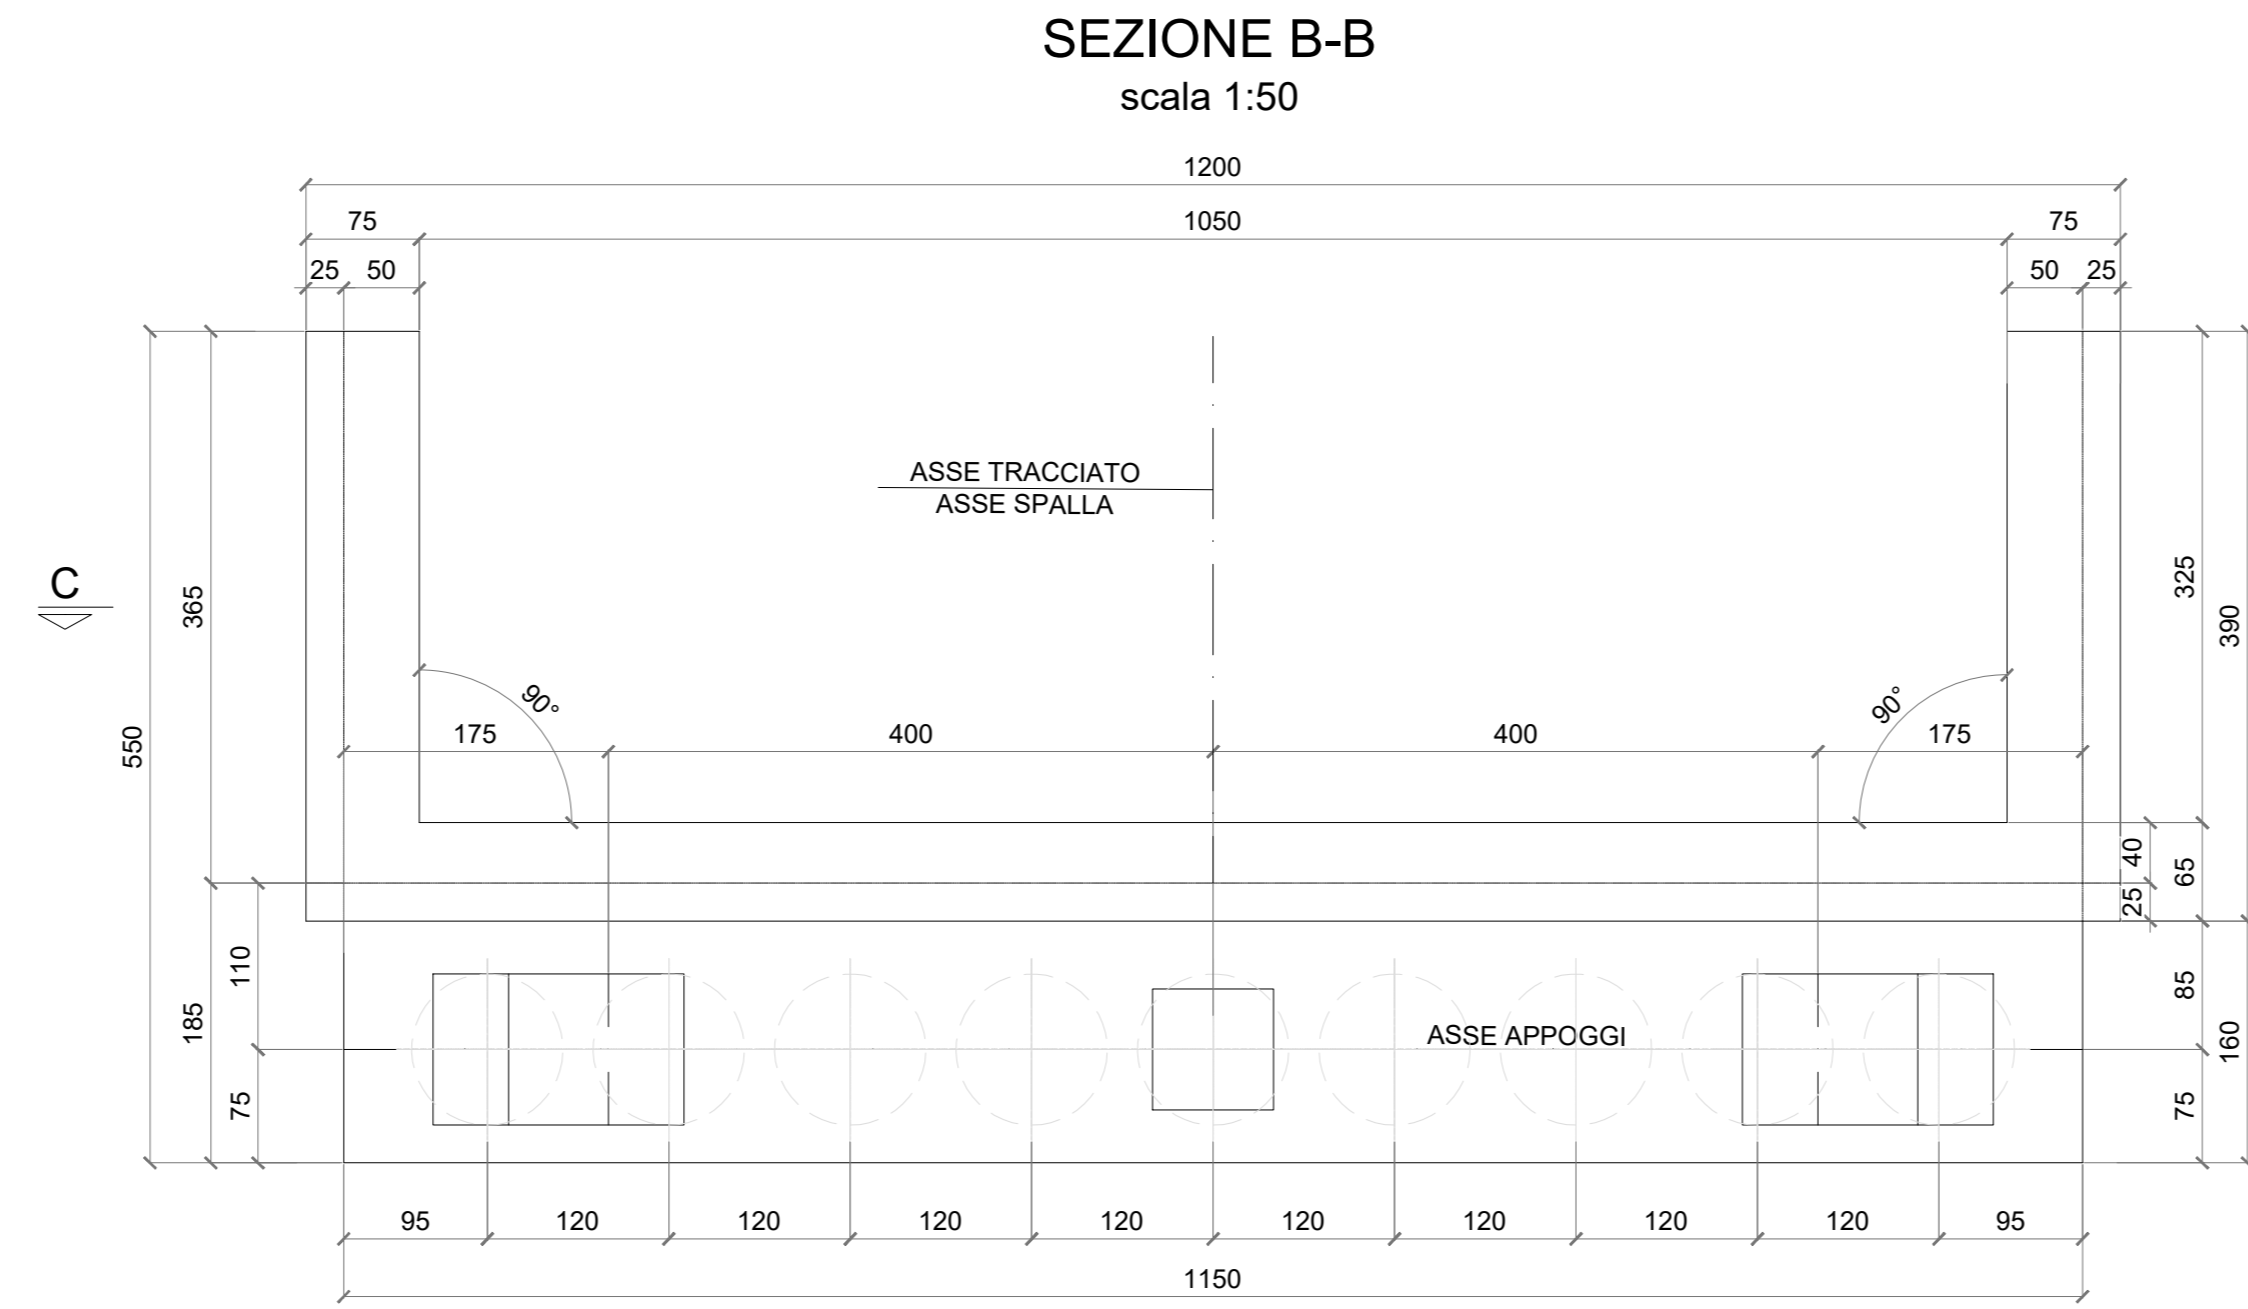 SEZIONE B-B
scala 1:50
1200
75 1050 75
25 50 50 25
ASSE TRACCIATO
ASSE SPALLA
C
365
325
390
550
90° 90°
175 400 400 175
40
65
25
110
85
185
ASSE APPOGGI
160
75
75
95 120 120 120 120 120 120 120 120 95
1150